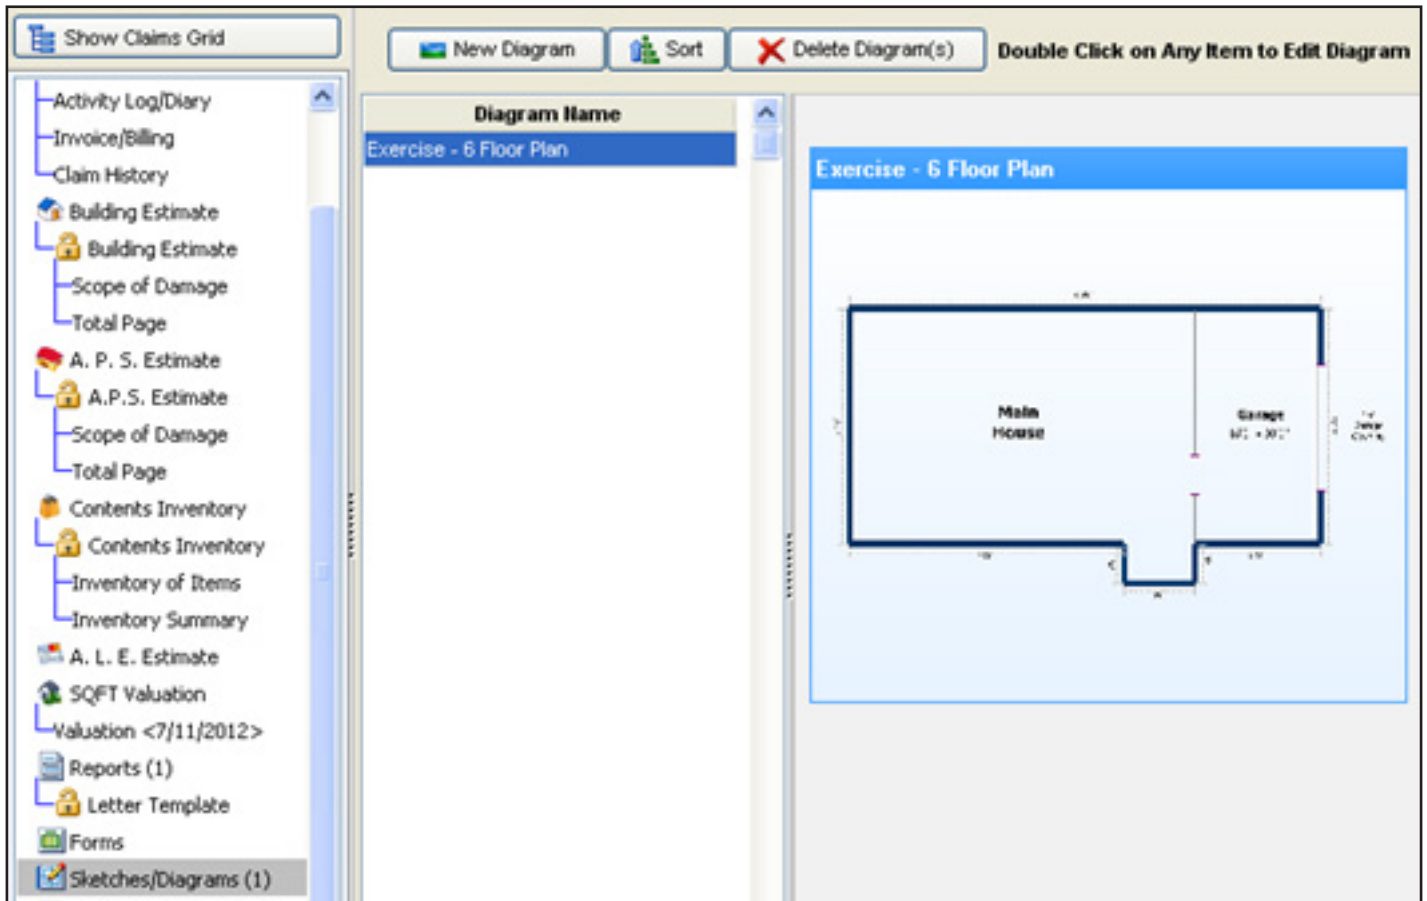 Show Claims Grid
New Diagram
Sort
Delete Diagram(s)
Double Click on Any Item to Edit Diagram
Activity Log/Diary
Invoice/Billing
Claim History
Building Estimate
Building Estimate
Scope of Damage
Total Page
A. P. S. Estimate
A.P.S. Estimate
Scope of Damage
Total Page
Contents Inventory
Contents Inventory
Inventory of Items
Inventory Summary
A. L. E. Estimate
SQFT Valuation
Valuation <7/11/2012>
Reports (1)
Letter Template
Forms
Sketches/Diagrams (1)
Diagram Name
Exercise - 6 Floor Plan
Exercise - 6 Floor Plan
Main
House
Garage